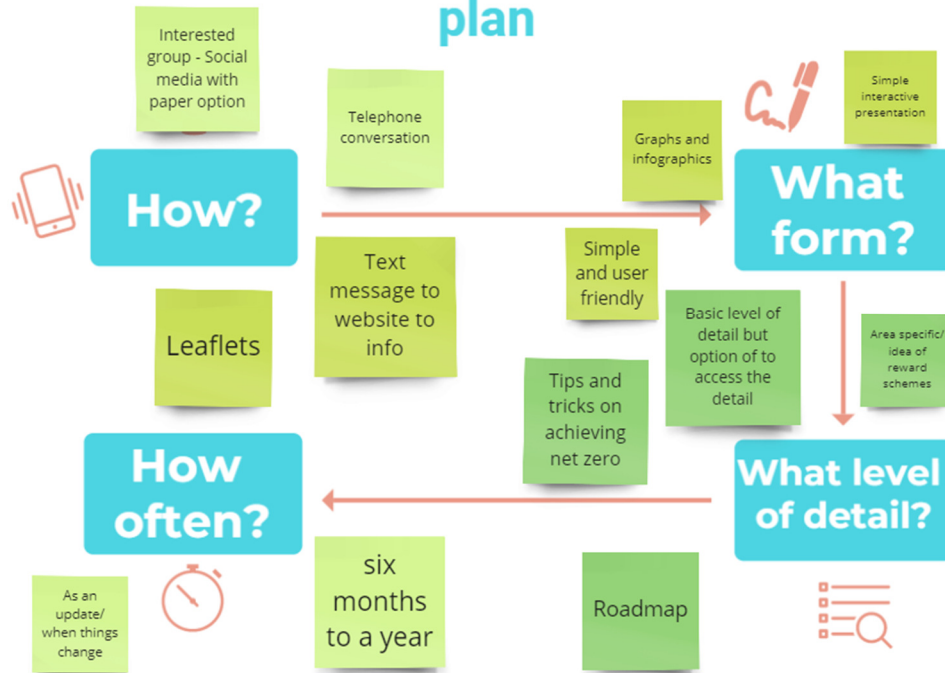 plan
Interested
group - Social
media with
paper option
Telephone
conversation
Graphs and
infographics
Simple
interactive
presentation
How?
What
form?
Text
message to
website to
info
Leaflets
Simple
and user
friendly
Basic level of
detail but
option of to
access the
detail
Area specific/
idea of
reward
schemes
Tips and
tricks on
achieving
net zero
How
often?
What level
of detail?
As an
update/
when things
change
six
months
to a year
Roadmap